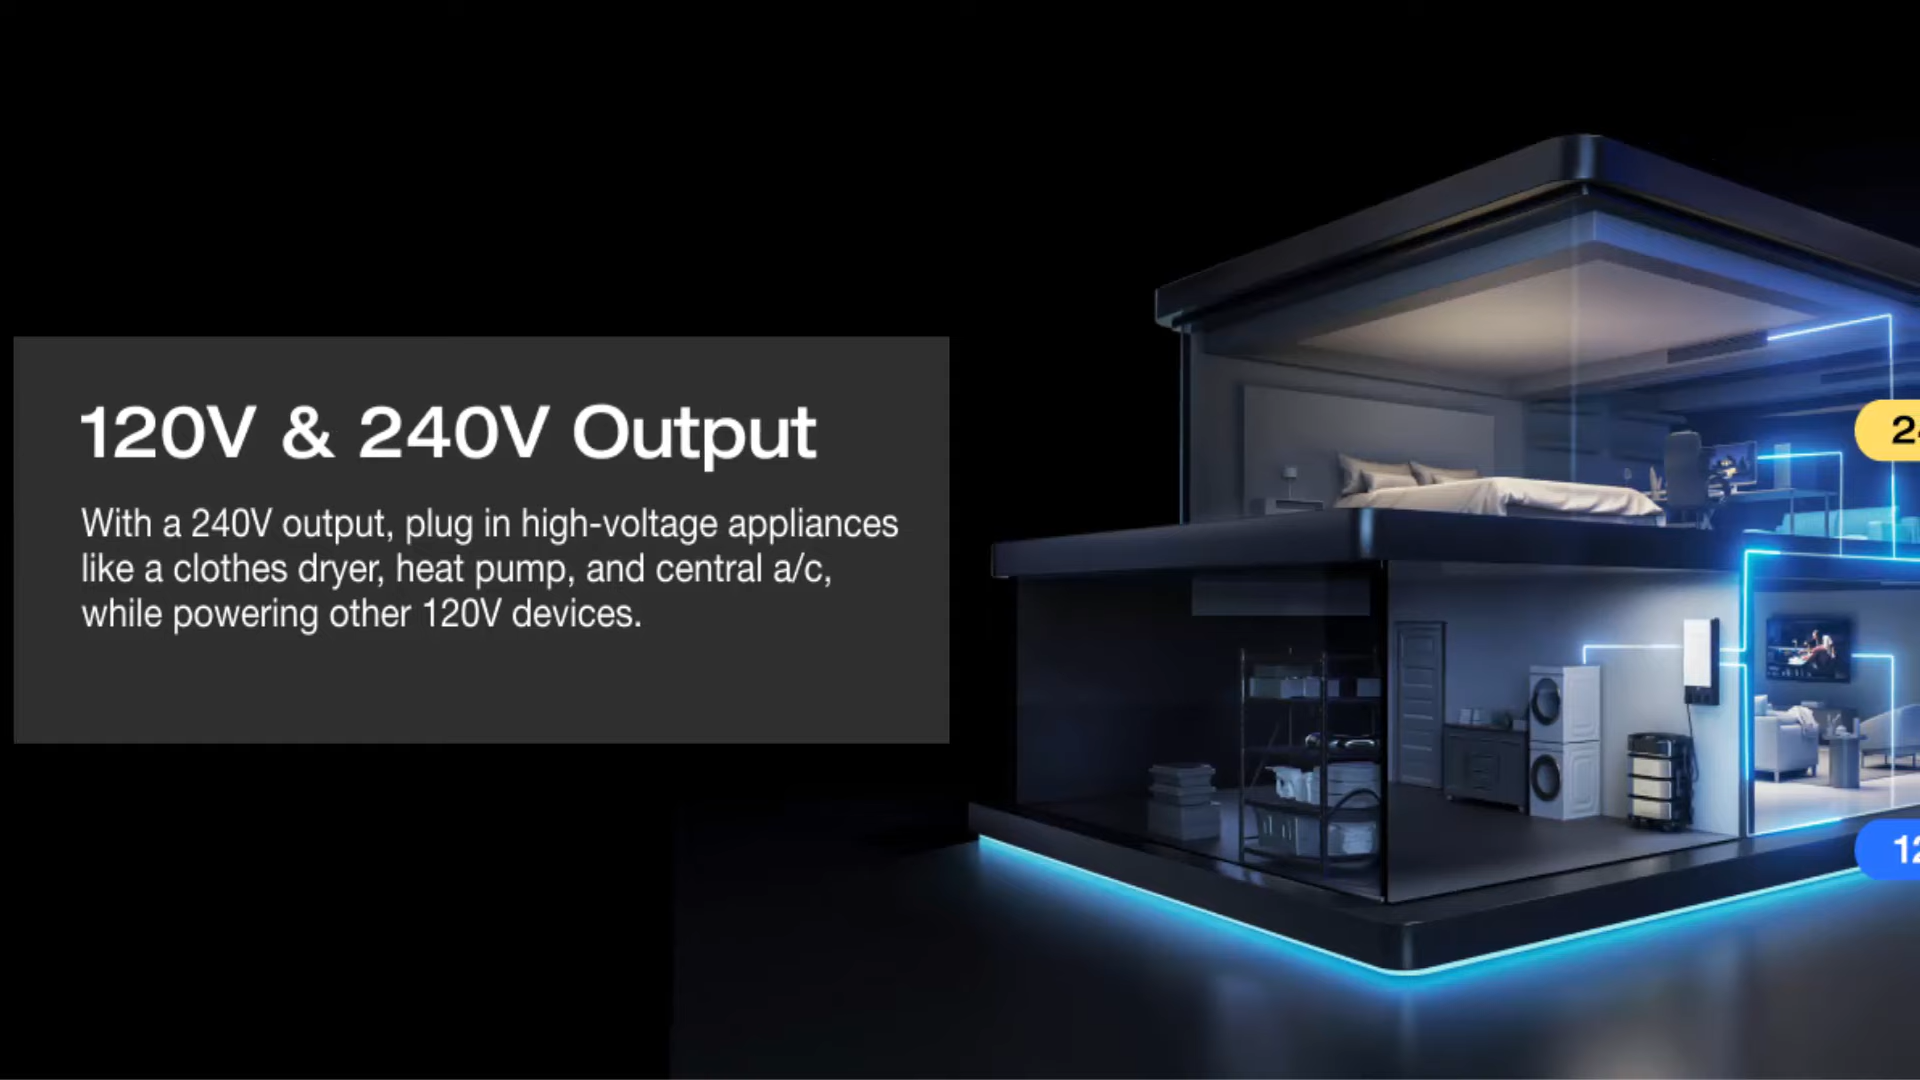 120V & 240V Output
With a 240V output, plug in high-voltage appliances
like a clothes dryer, heat pump, and central a/c,
while powering other 120V devices.